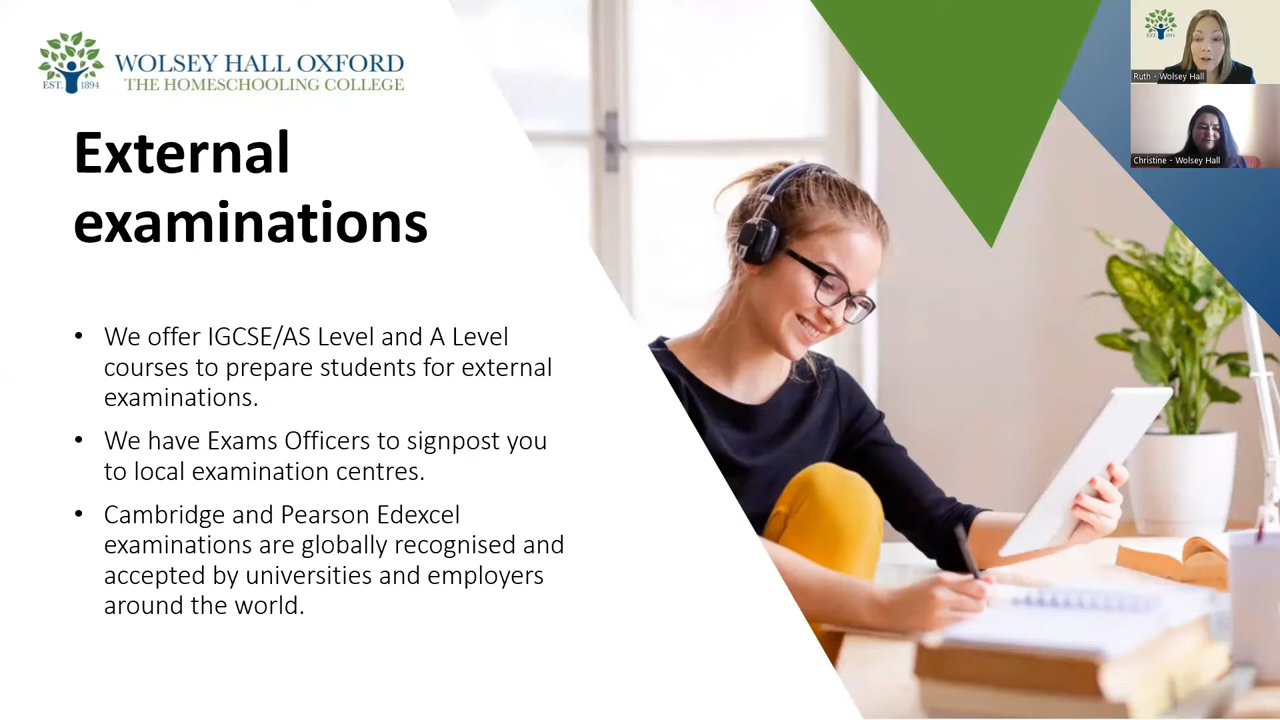 WOLSEY HALL OXFORD
EST. 1894
THE HOMESCHOOLING COLLEGE
External
examinations
• We offer IGCSE/AS Level and A Level
courses to prepare students for external
examinations.
• We have Exams Officers to signpost you
to local examination centres.
• Cambridge and Pearson Edexcel
examinations are globally recognised and
accepted by universities and employers
around the world.
Ruth - Wolsey Hall
Christine - Wolsey Hall